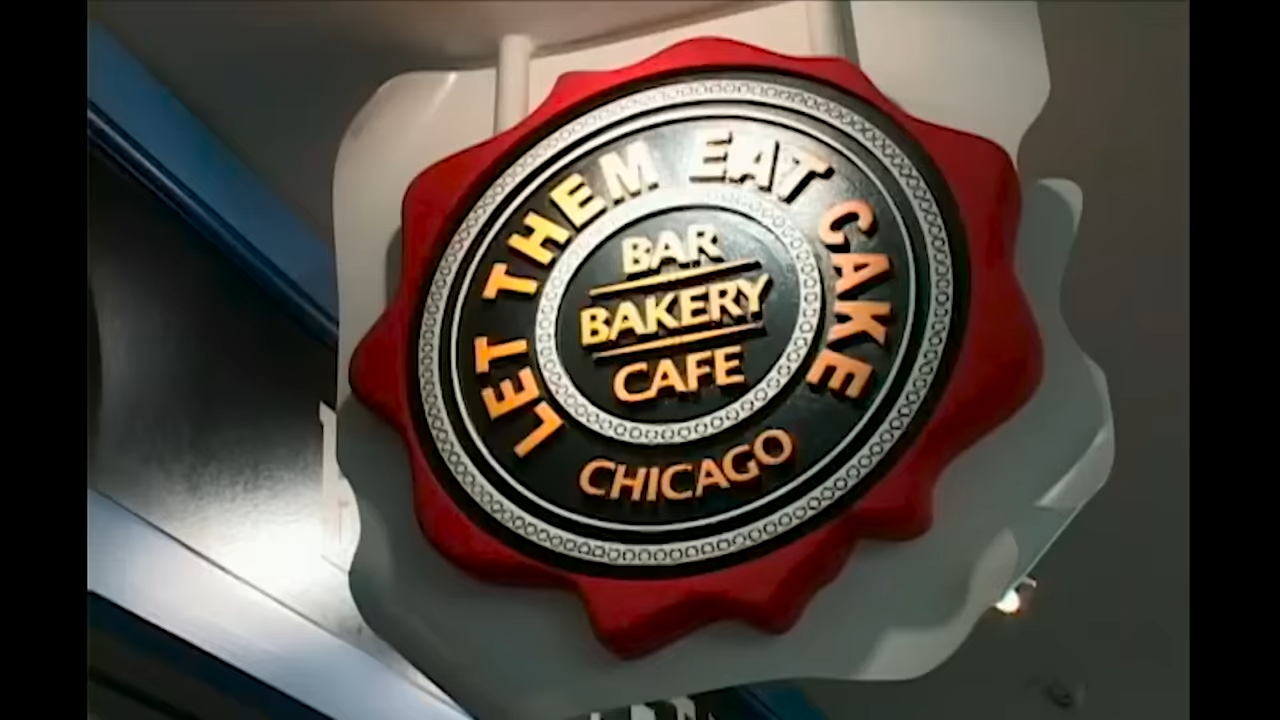 LET THEM EAT CAKE
BAR
BAKERY
CAFE
CHICAGO